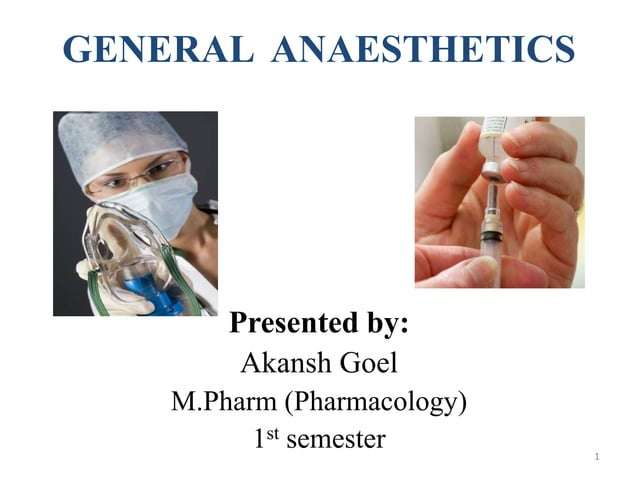 GENERAL ANAESTHETICS
Presented by:
Akansh Goel
M.Pharm (Pharmacology)
1st semester
1